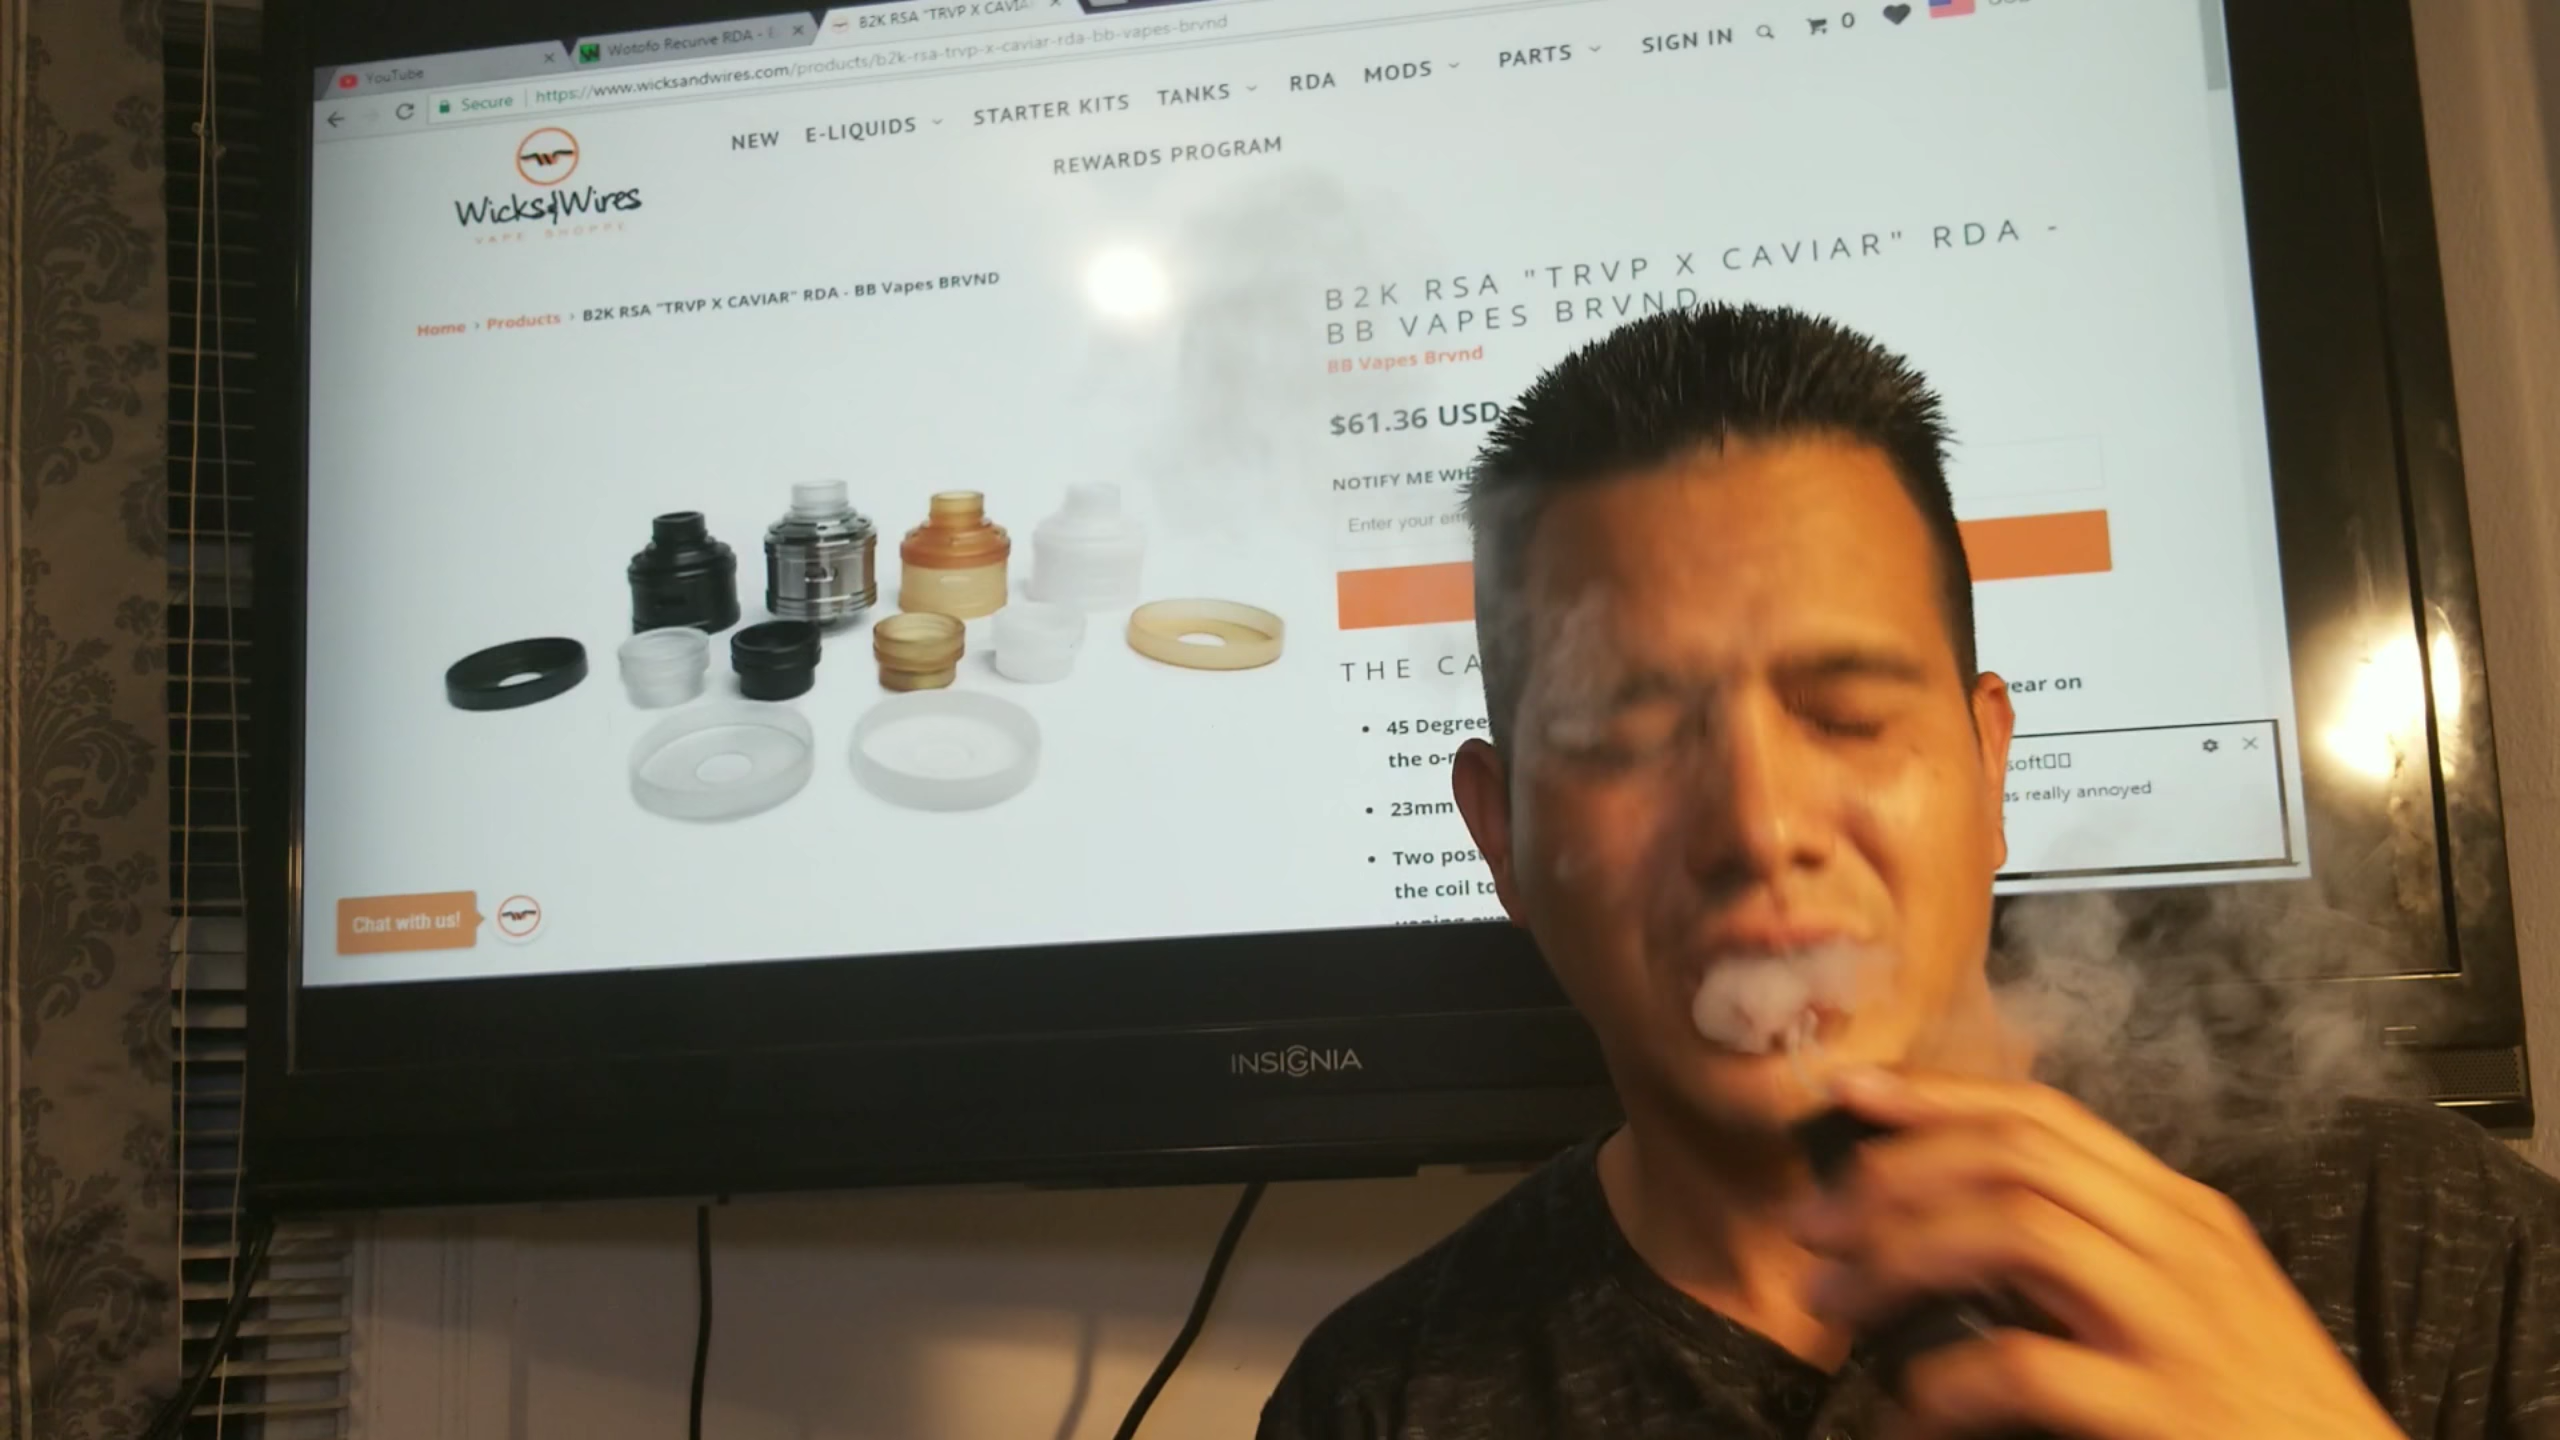 YouTube
Wotofo Recurve RDA -
B2K RSA "TRVP X CAVIA
Secure
https://www.wicksandwires.com/products/b2k-rsa-trvp-x-caviar-rda-bb-vapes-brvnd
NEW E-LIQUIDS STARTER KITS TANKS RDA MODS PARTS SIGN IN 0
REWARDS PROGRAM
Wicks&Wires
VAPE SHOPPE
Home › Products › B2K RSA "TRVP X CAVIAR" RDA - BB Vapes BRVND
B2K RSA "TRVP X CAVIAR" RDA -
BB VAPES BRVND
BB Vapes Brvnd
$61.36 USD
NOTIFY ME WH
Enter your em
THE CA
ear on
• 45 Degree
the o-r
• 23mm
• Two post
the coil to
soft
as really annoyed
Chat with us!
INSIGNIA